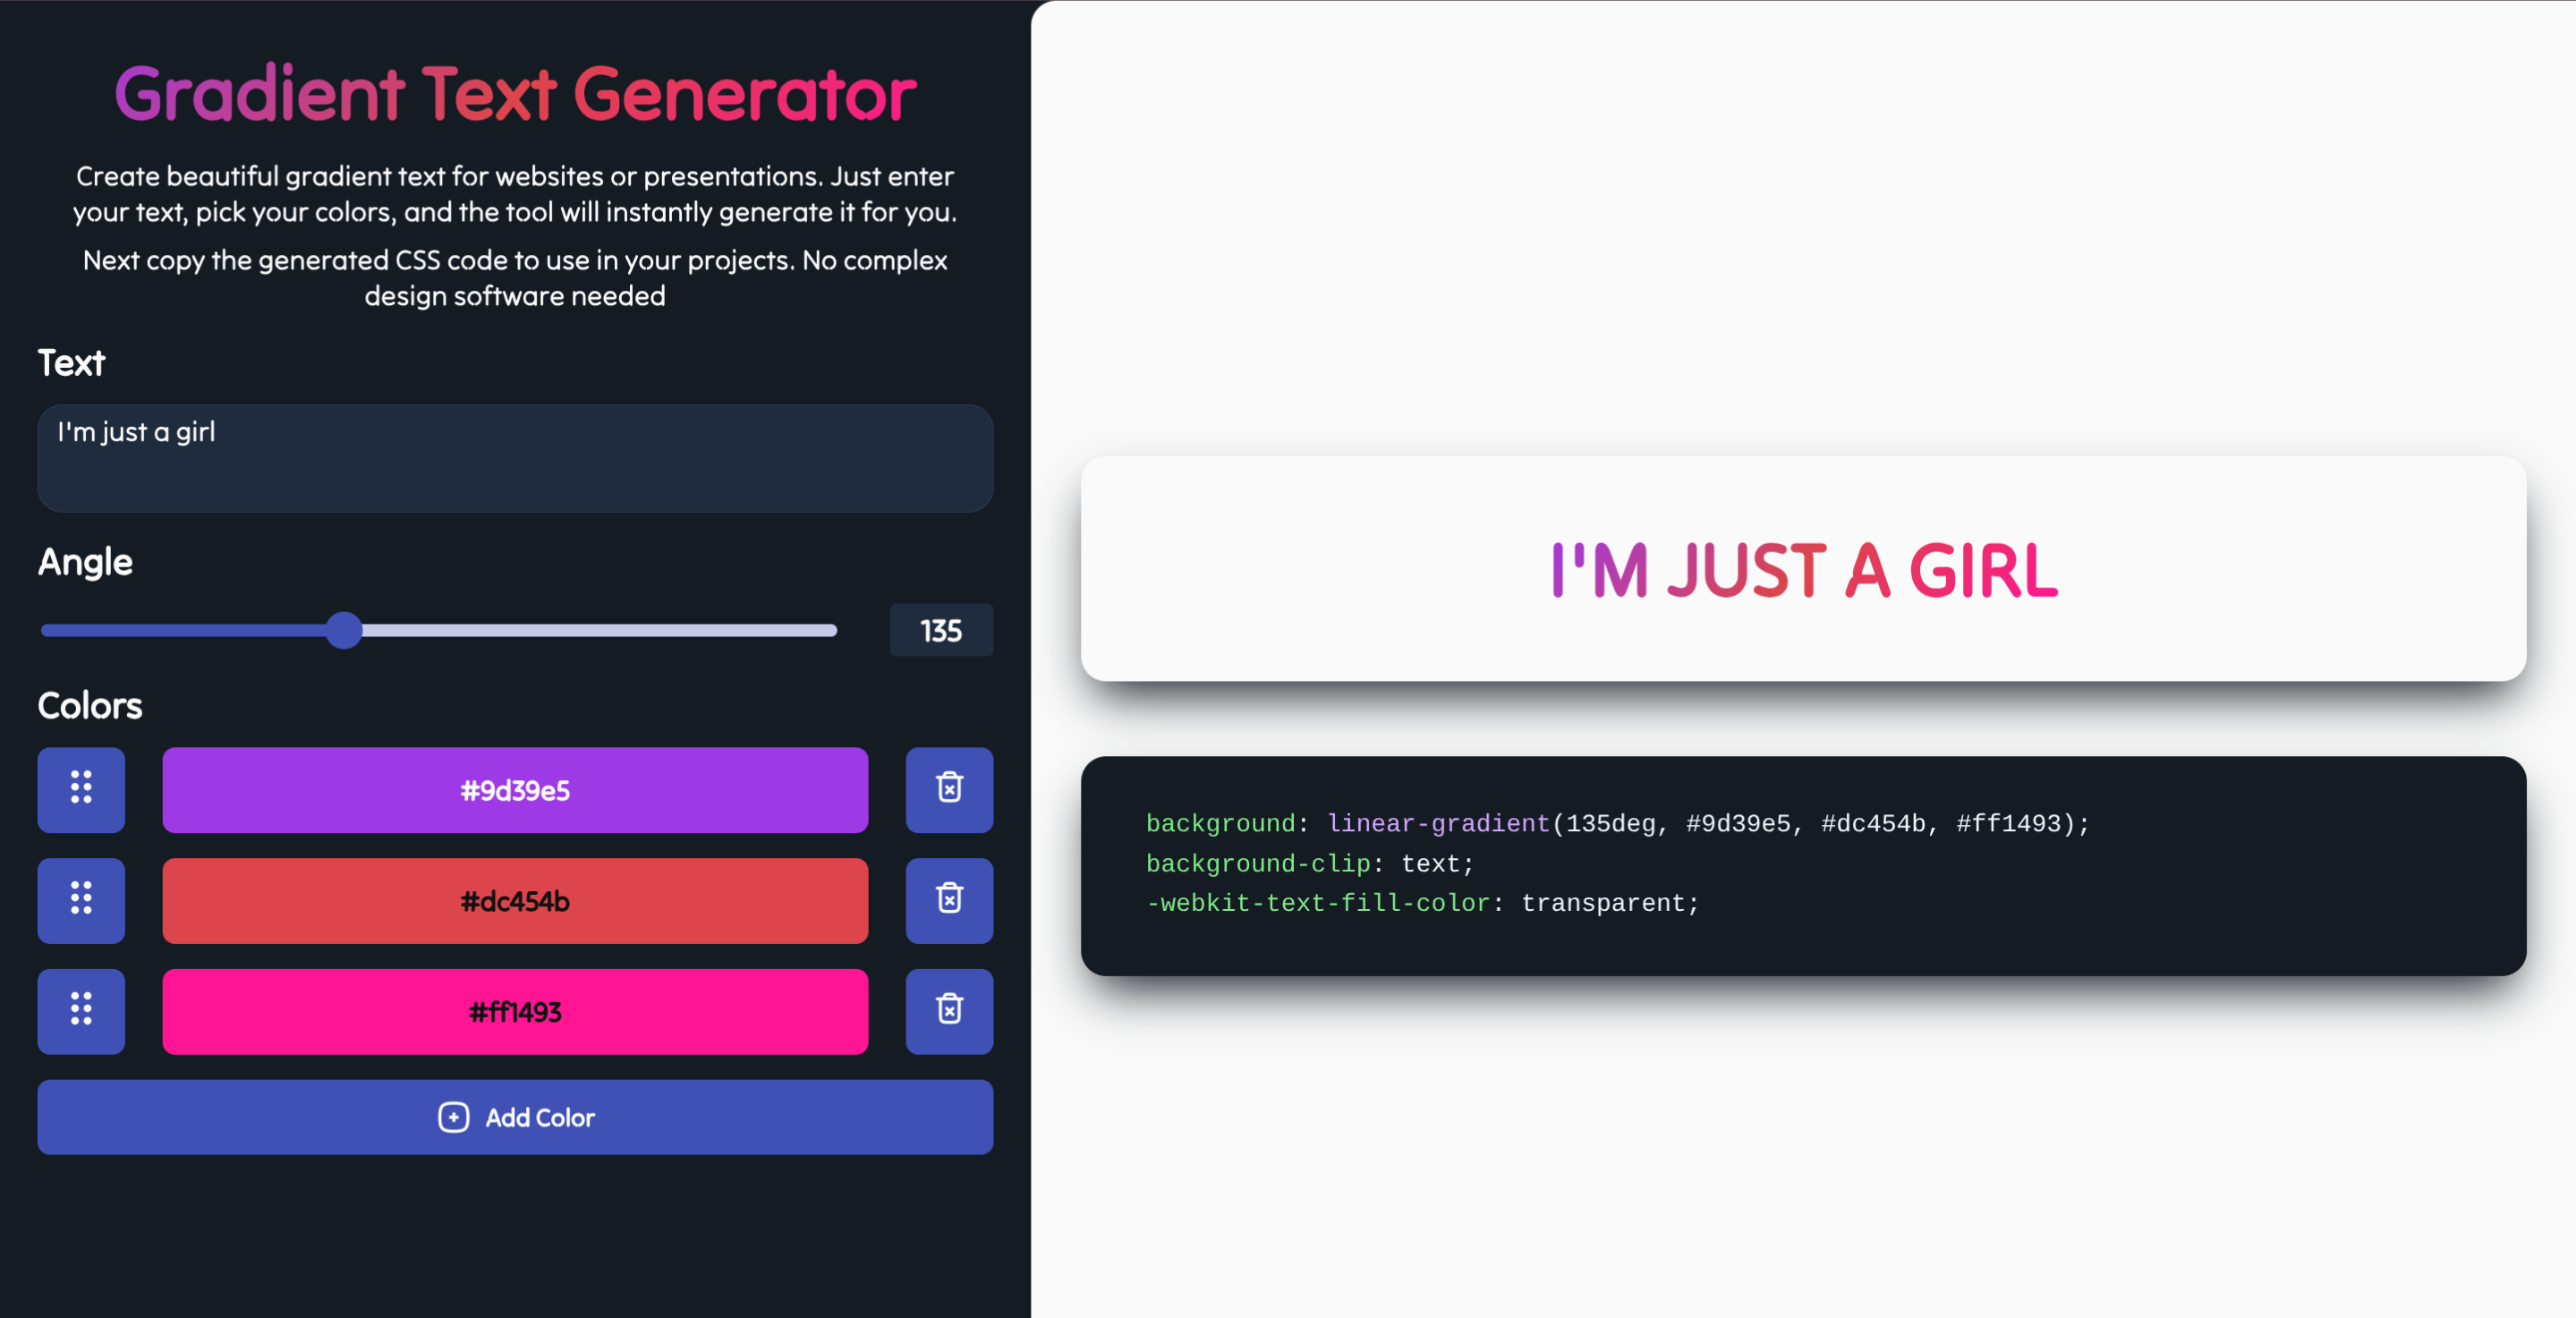 Gradient Text Generator
Create beautiful gradient text for websites or presentations. Just enter
your text, pick your colors, and the tool will instantly generate it for you.
Next copy the generated CSS code to use in your projects. No complex
design software needed
Text
I'm just a girl
Angle
135
Colors
#9d39e5
#dc454b
#ff1493
Add Color
I'M JUST A GIRL
background: linear-gradient(135deg, #9d39e5, #dc454b, #ff1493);
background-clip: text;
-webkit-text-fill-color: transparent;